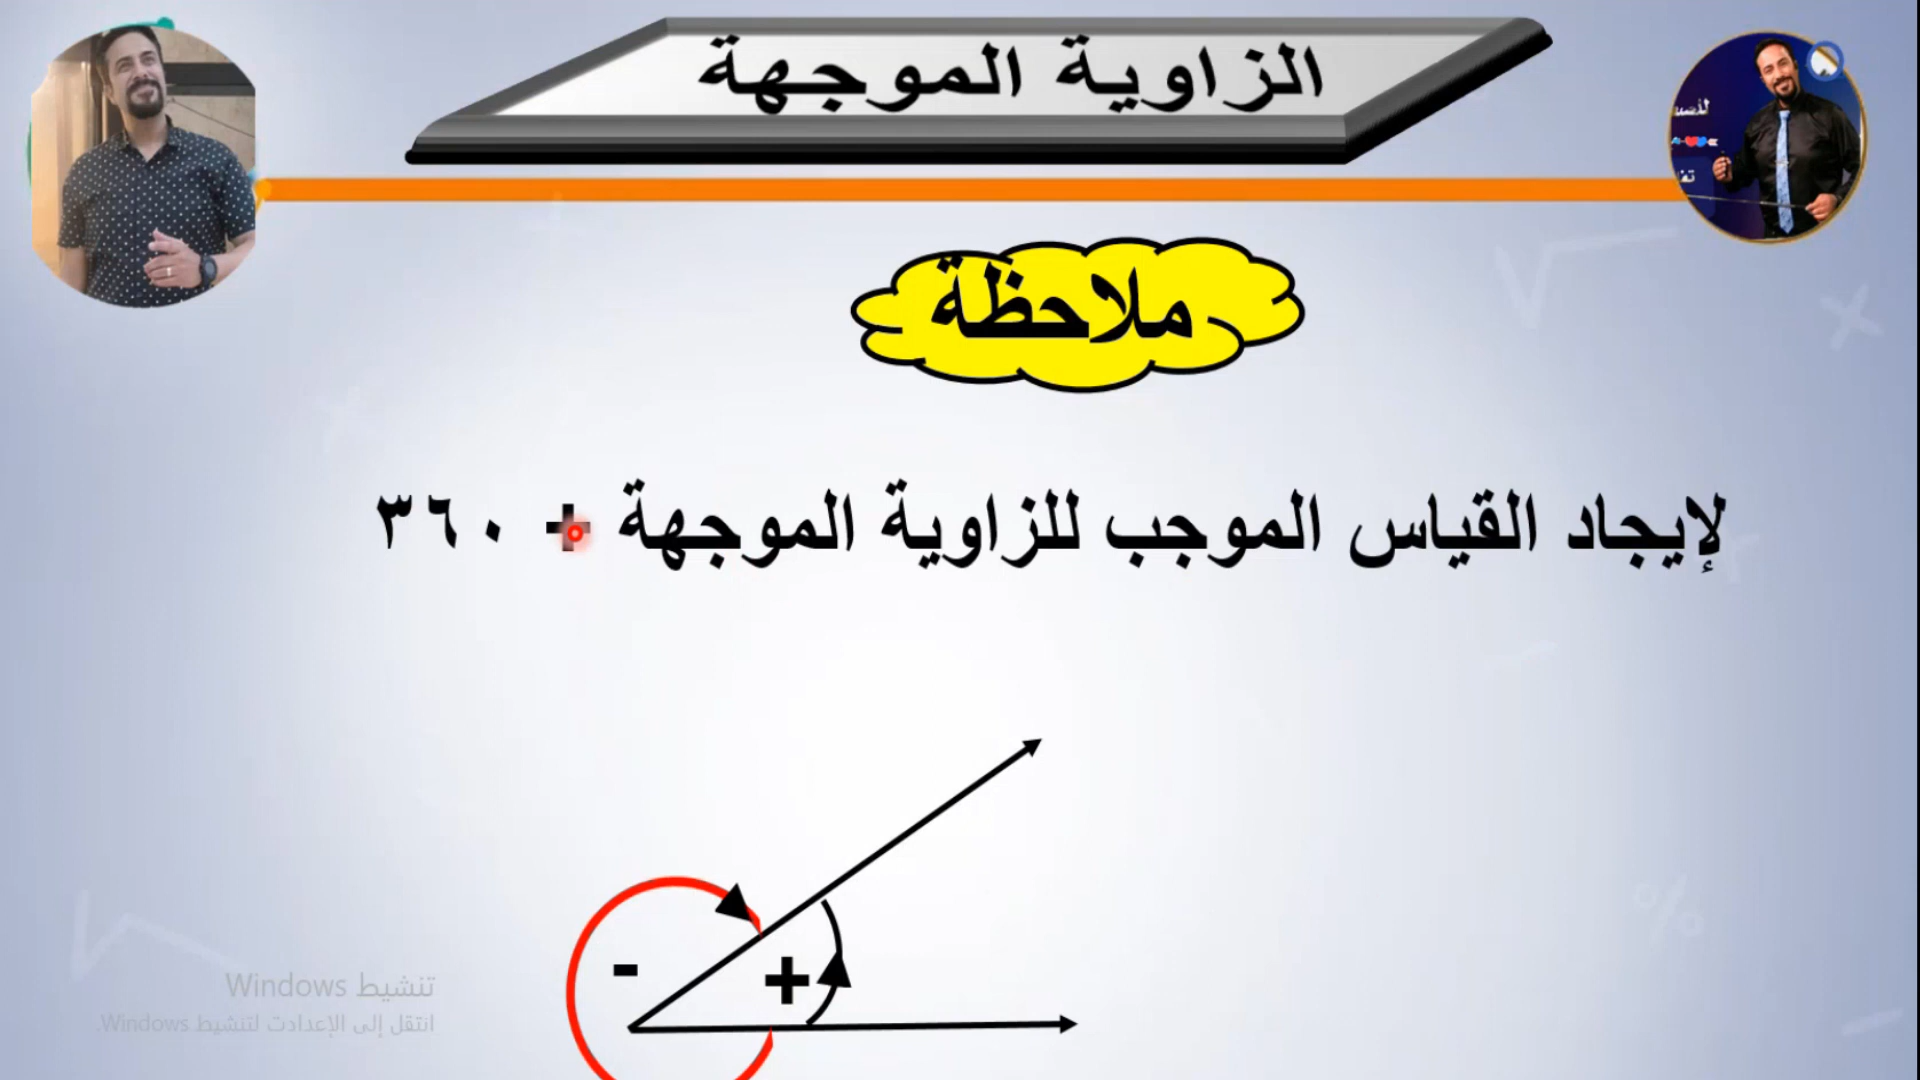 الزاوية الموجهة
ملاحظة
لإيجاد القياس الموجب للزاوية الموجهة + ٣٦٠
-
+
تنشيط Windows
انتقل إلى الإعدادات لتنشيط Windows.